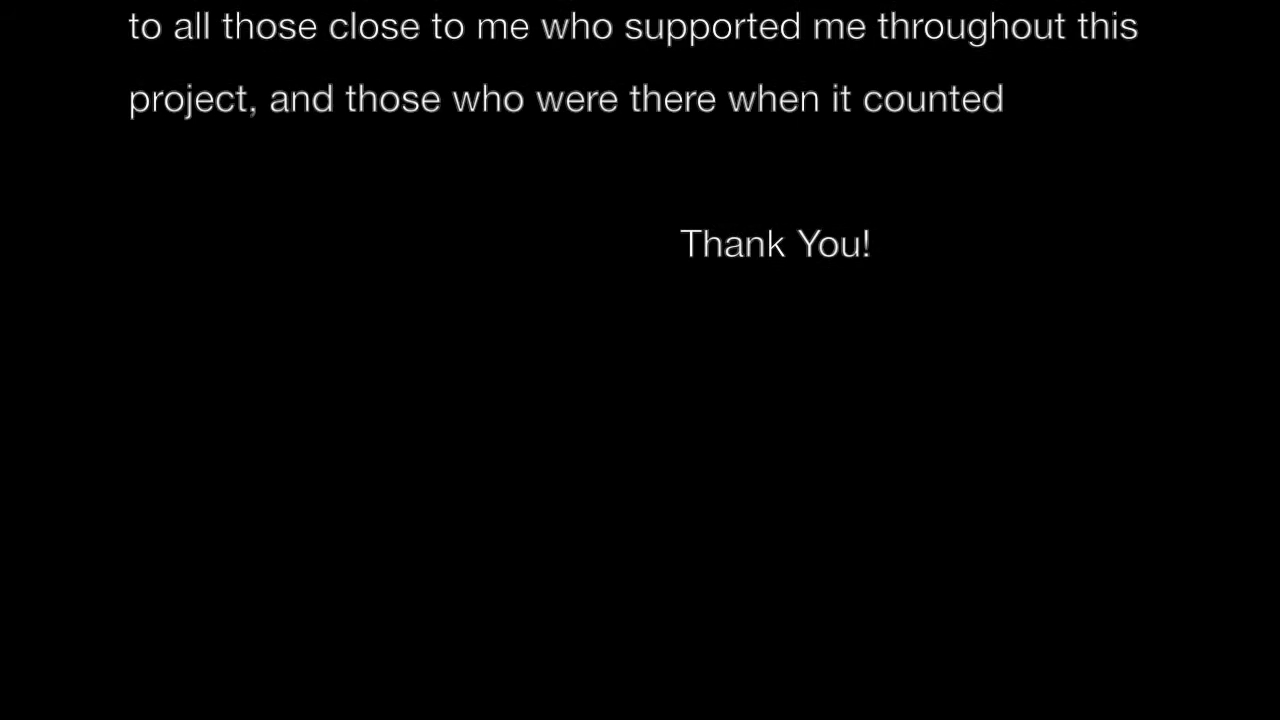 to all those close to me who supported me throughout this
project, and those who were there when it counted
Thank You!